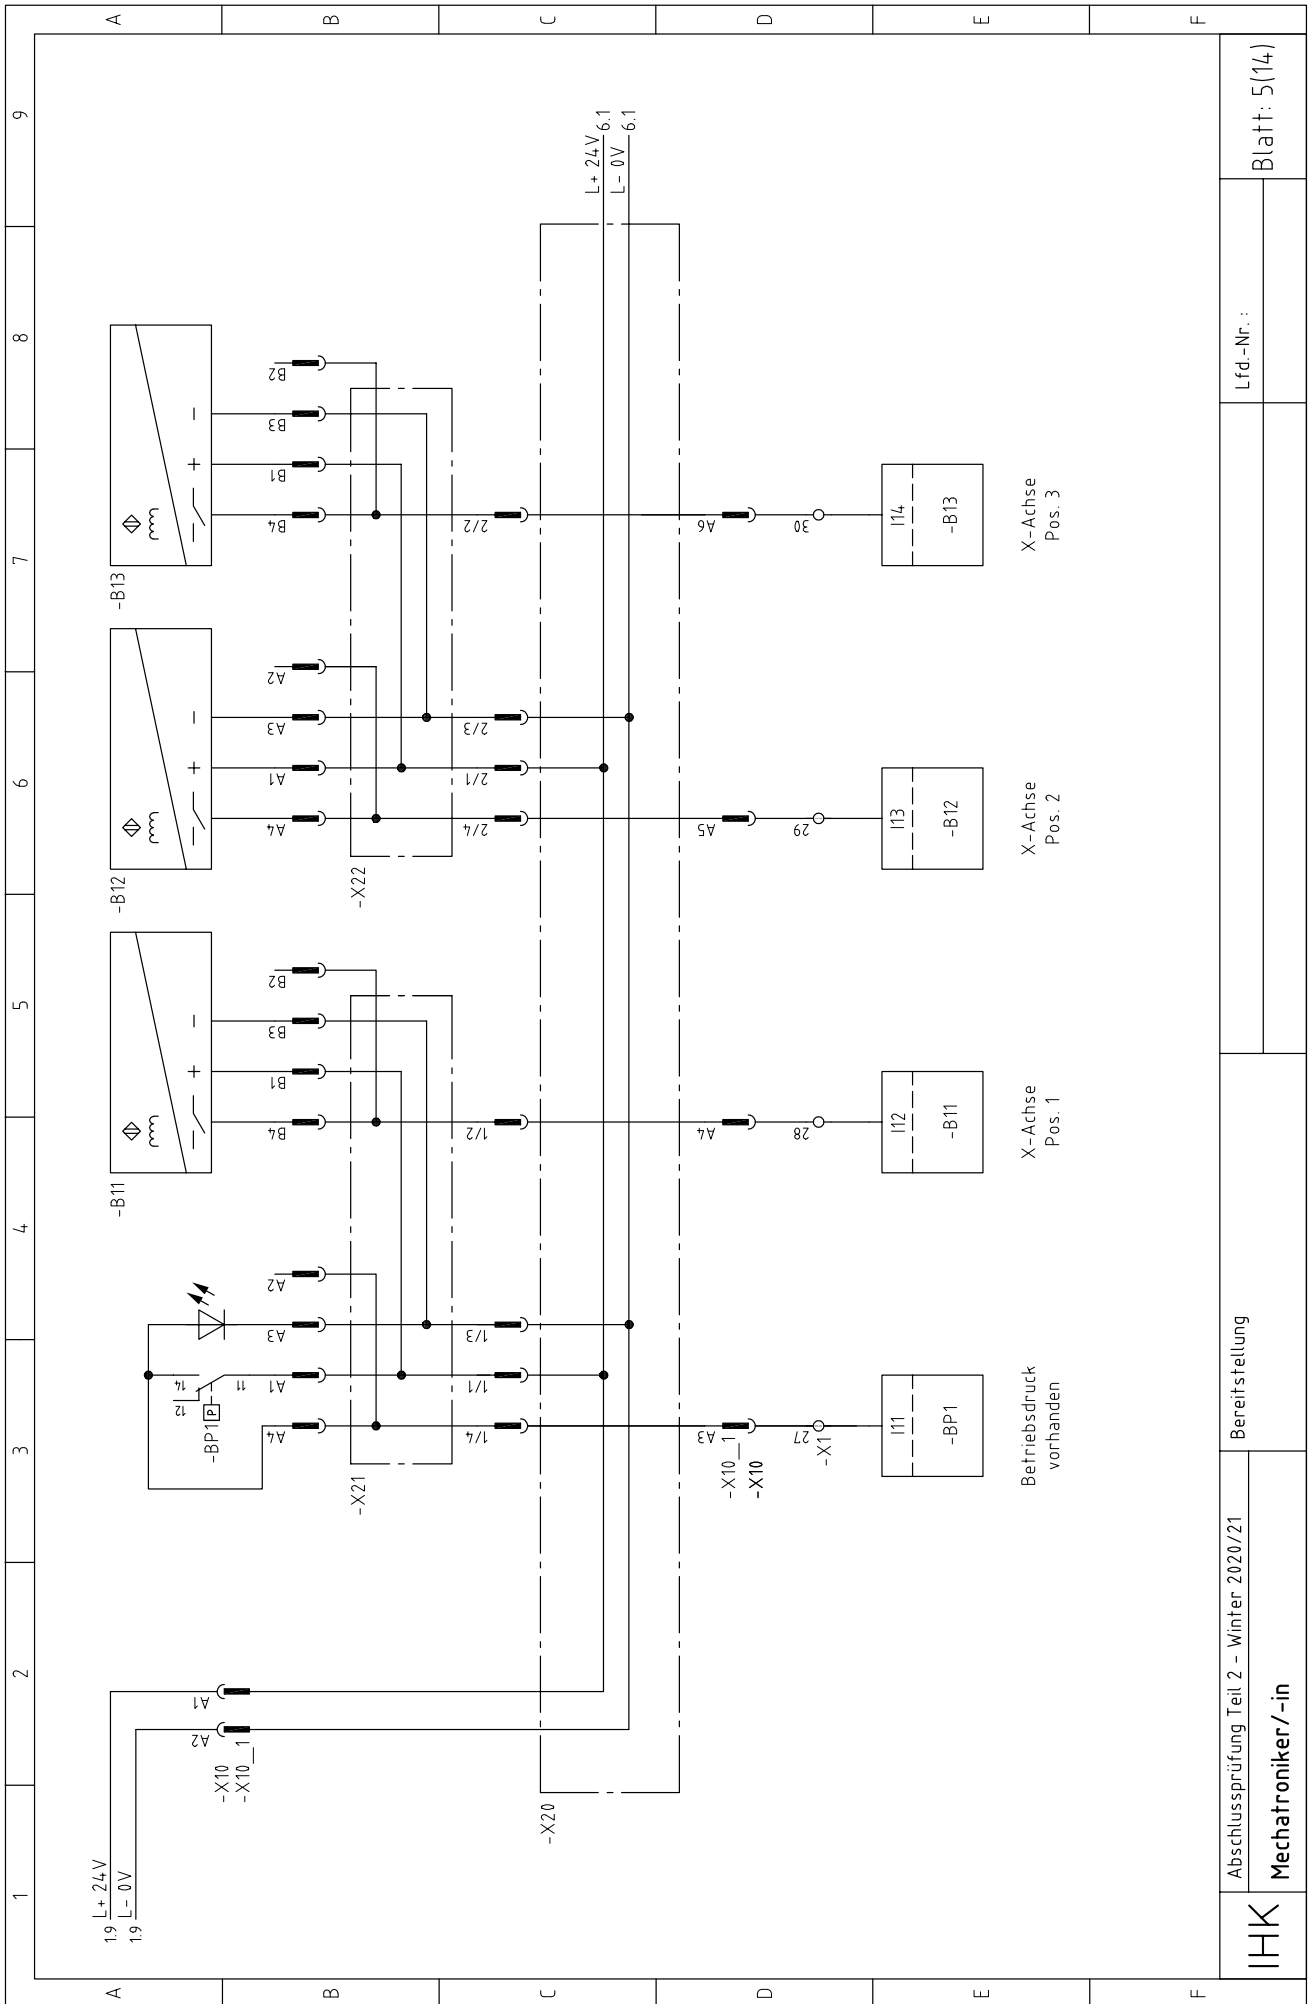 1
2
3
4
5
6
7
8
9
A
B
C
D
E
F
A
B
C
D
E
F
1.9
L+ 24V
1.9
L- 0V
A1
A2
-X10
-X10_1
-BP1
P
12
14
11
-B11
-B12
-B13
+
-
+
-
+
-
A4
A1
A3
A2
B4
B1
B3
B2
A4
A1
A3
A2
B4
B1
B3
B2
-X21
-X22
1/4
1/1
1/3
1/2
2/4
2/1
2/3
2/2
-X20
L+ 24V
6.1
L- 0V
6.1
-X10_1
-X10
A3
A4
A5
A6
-X1
27
28
29
30
I11
-BP1
I12
-B11
I13
-B12
I14
-B13
Betriebsdruck
vorhanden
X-Achse
Pos. 1
X-Achse
Pos. 2
X-Achse
Pos. 3
IHK
Abschlussprüfung Teil 2 - Winter 2020/21
Mechatroniker/-in
Bereitstellung
Lfd.-Nr.:
Blatt: 5(14)